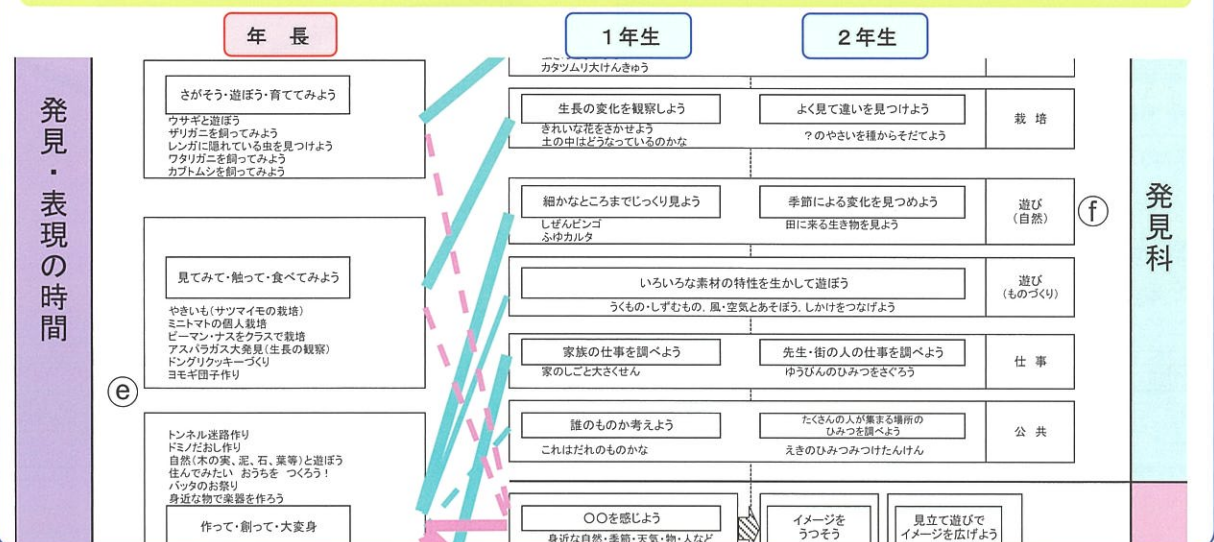 年 長
1年生
2年生
発見・表現の時間
さがそう・遊ぼう・育ててみよう
ウサギと遊ぼう
ザリガニを飼ってみよう
レンガに隠れている虫を見つけよう
ワタリガニを飼ってみよう
カブトムシを飼ってみよう
見てみて・触って・食べてみよう
やきいも(サツマイモの栽培)
ミニトマトの個人栽培
ピーマン・ナスをクラスで栽培
アスパラガス大発見(生長の観察)
ドングリクッキーづくり
ヨモギ団子作り
ⓔ
トンネル迷路作り
ドミノだおし作り
自然(木の実、泥、石、葉等)と遊ぼう
住んでみたい おうちを つくろう!
バッタのお祭り
身近な物で楽器を作ろう
作って・創って・大変身
カタツムリ大けんきゅう
生長の変化を観察しよう
きれいな花をさかせよう
土の中はどうなっているのかな
よく見て違いを見つけよう
?のやさいを種からそだてよう
栽 培
細かなところまでじっくり見よう
しぜんビンゴ
ふゆカルタ
季節による変化を見つめよう
田に来る生き物を見よう
遊び
(自然)
ⓕ
いろいろな素材の特性を生かして遊ぼう
うくもの・しずむもの, 風・空気とあそぼう, しかけをつなげよう
遊び
(ものづくり)
家族の仕事を調べよう
家のしごと大さくせん
先生・街の人の仕事を調べよう
ゆうびんのひみつをさぐろう
仕 事
誰のものか考えよう
これはだれのものかな
たくさんの人が集まる場所の
ひみつを調べよう
えきのひみつみつけたんけん
公 共
〇〇を感じよう
身近な自然・季節・天気・物・人など
イメージを
うつそう
見立て遊びで
イメージを広げよう
発見科